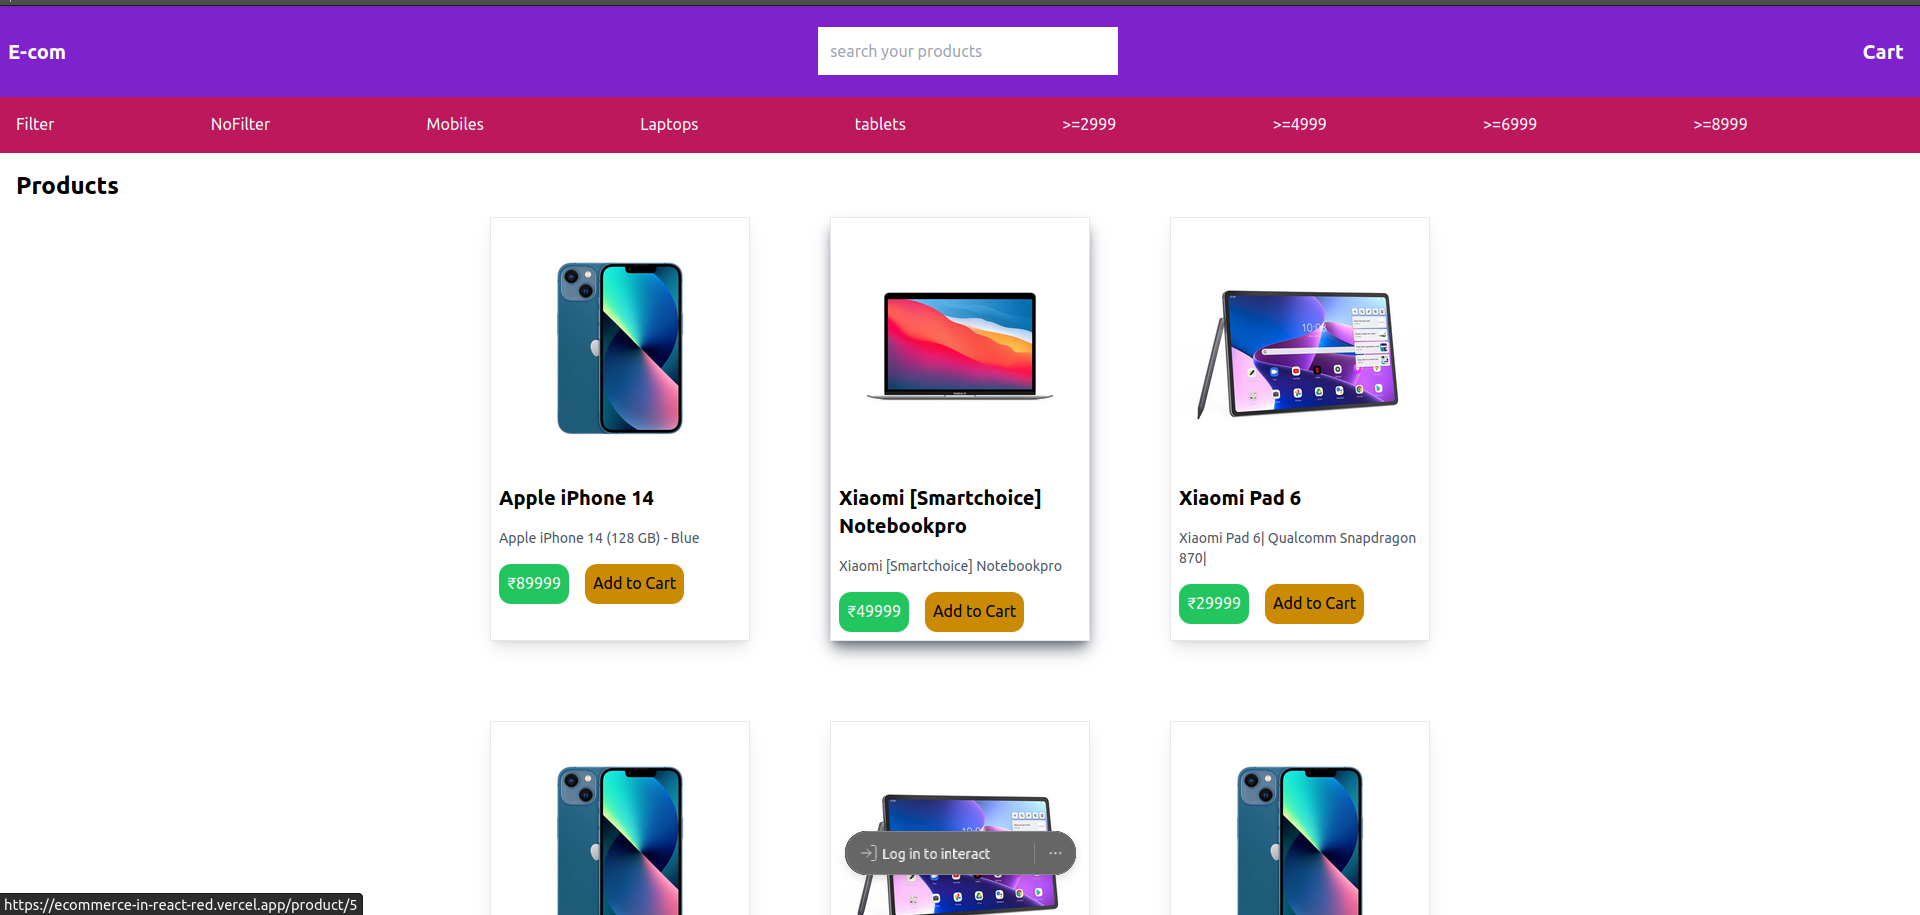 E-com
search your products
Cart
Filter
NoFilter
Mobiles
Laptops
tablets
>=2999
>=4999
>=6999
>=8999
Products
Apple iPhone 14
Apple iPhone 14 (128 GB) - Blue
₹89999
Add to Cart
Xiaomi [Smartchoice]
Notebookpro
Xiaomi [Smartchoice] Notebookpro
₹49999
Add to Cart
10:08
Xiaomi Pad 6
Xiaomi Pad 6| Qualcomm Snapdragon
870|
₹29999
Add to Cart
Log in to interact
https://ecommerce-in-react-red.vercel.app/product/5